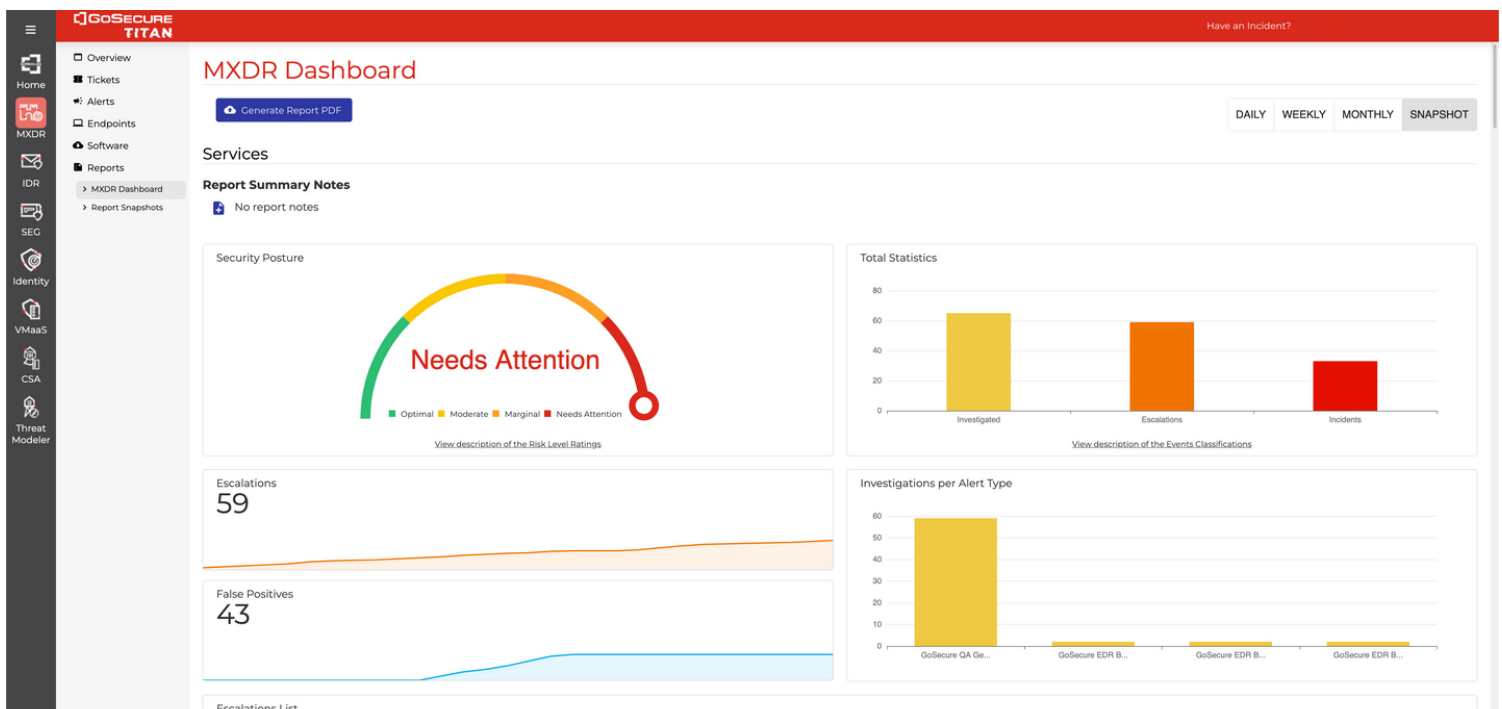 GOSECURE
TITAN
Have an Incident?
Home
MXDR
IDR
SEG
Identity
VMaaS
CSA
Threat
Modeler
Overview
Tickets
Alerts
Endpoints
Software
Reports
MXDR Dashboard
Report Snapshots
MXDR Dashboard
Generate Report PDF
DAILY WEEKLY MONTHLY SNAPSHOT
Services
Report Summary Notes
No report notes
Security Posture
Needs Attention
Optimal Moderate Marginal Needs Attention
View description of the Risk Level Ratings
Total Statistics
80
60
40
20
0
Investigated Escalations Incidents
View description of the Events Classifications
Escalations
59
False Positives
43
Investigations per Alert Type
60
50
40
30
20
10
0
GoSecure QA Ge... GoSecure EDR B... GoSecure EDR B... GoSecure EDR B...
Escalations List